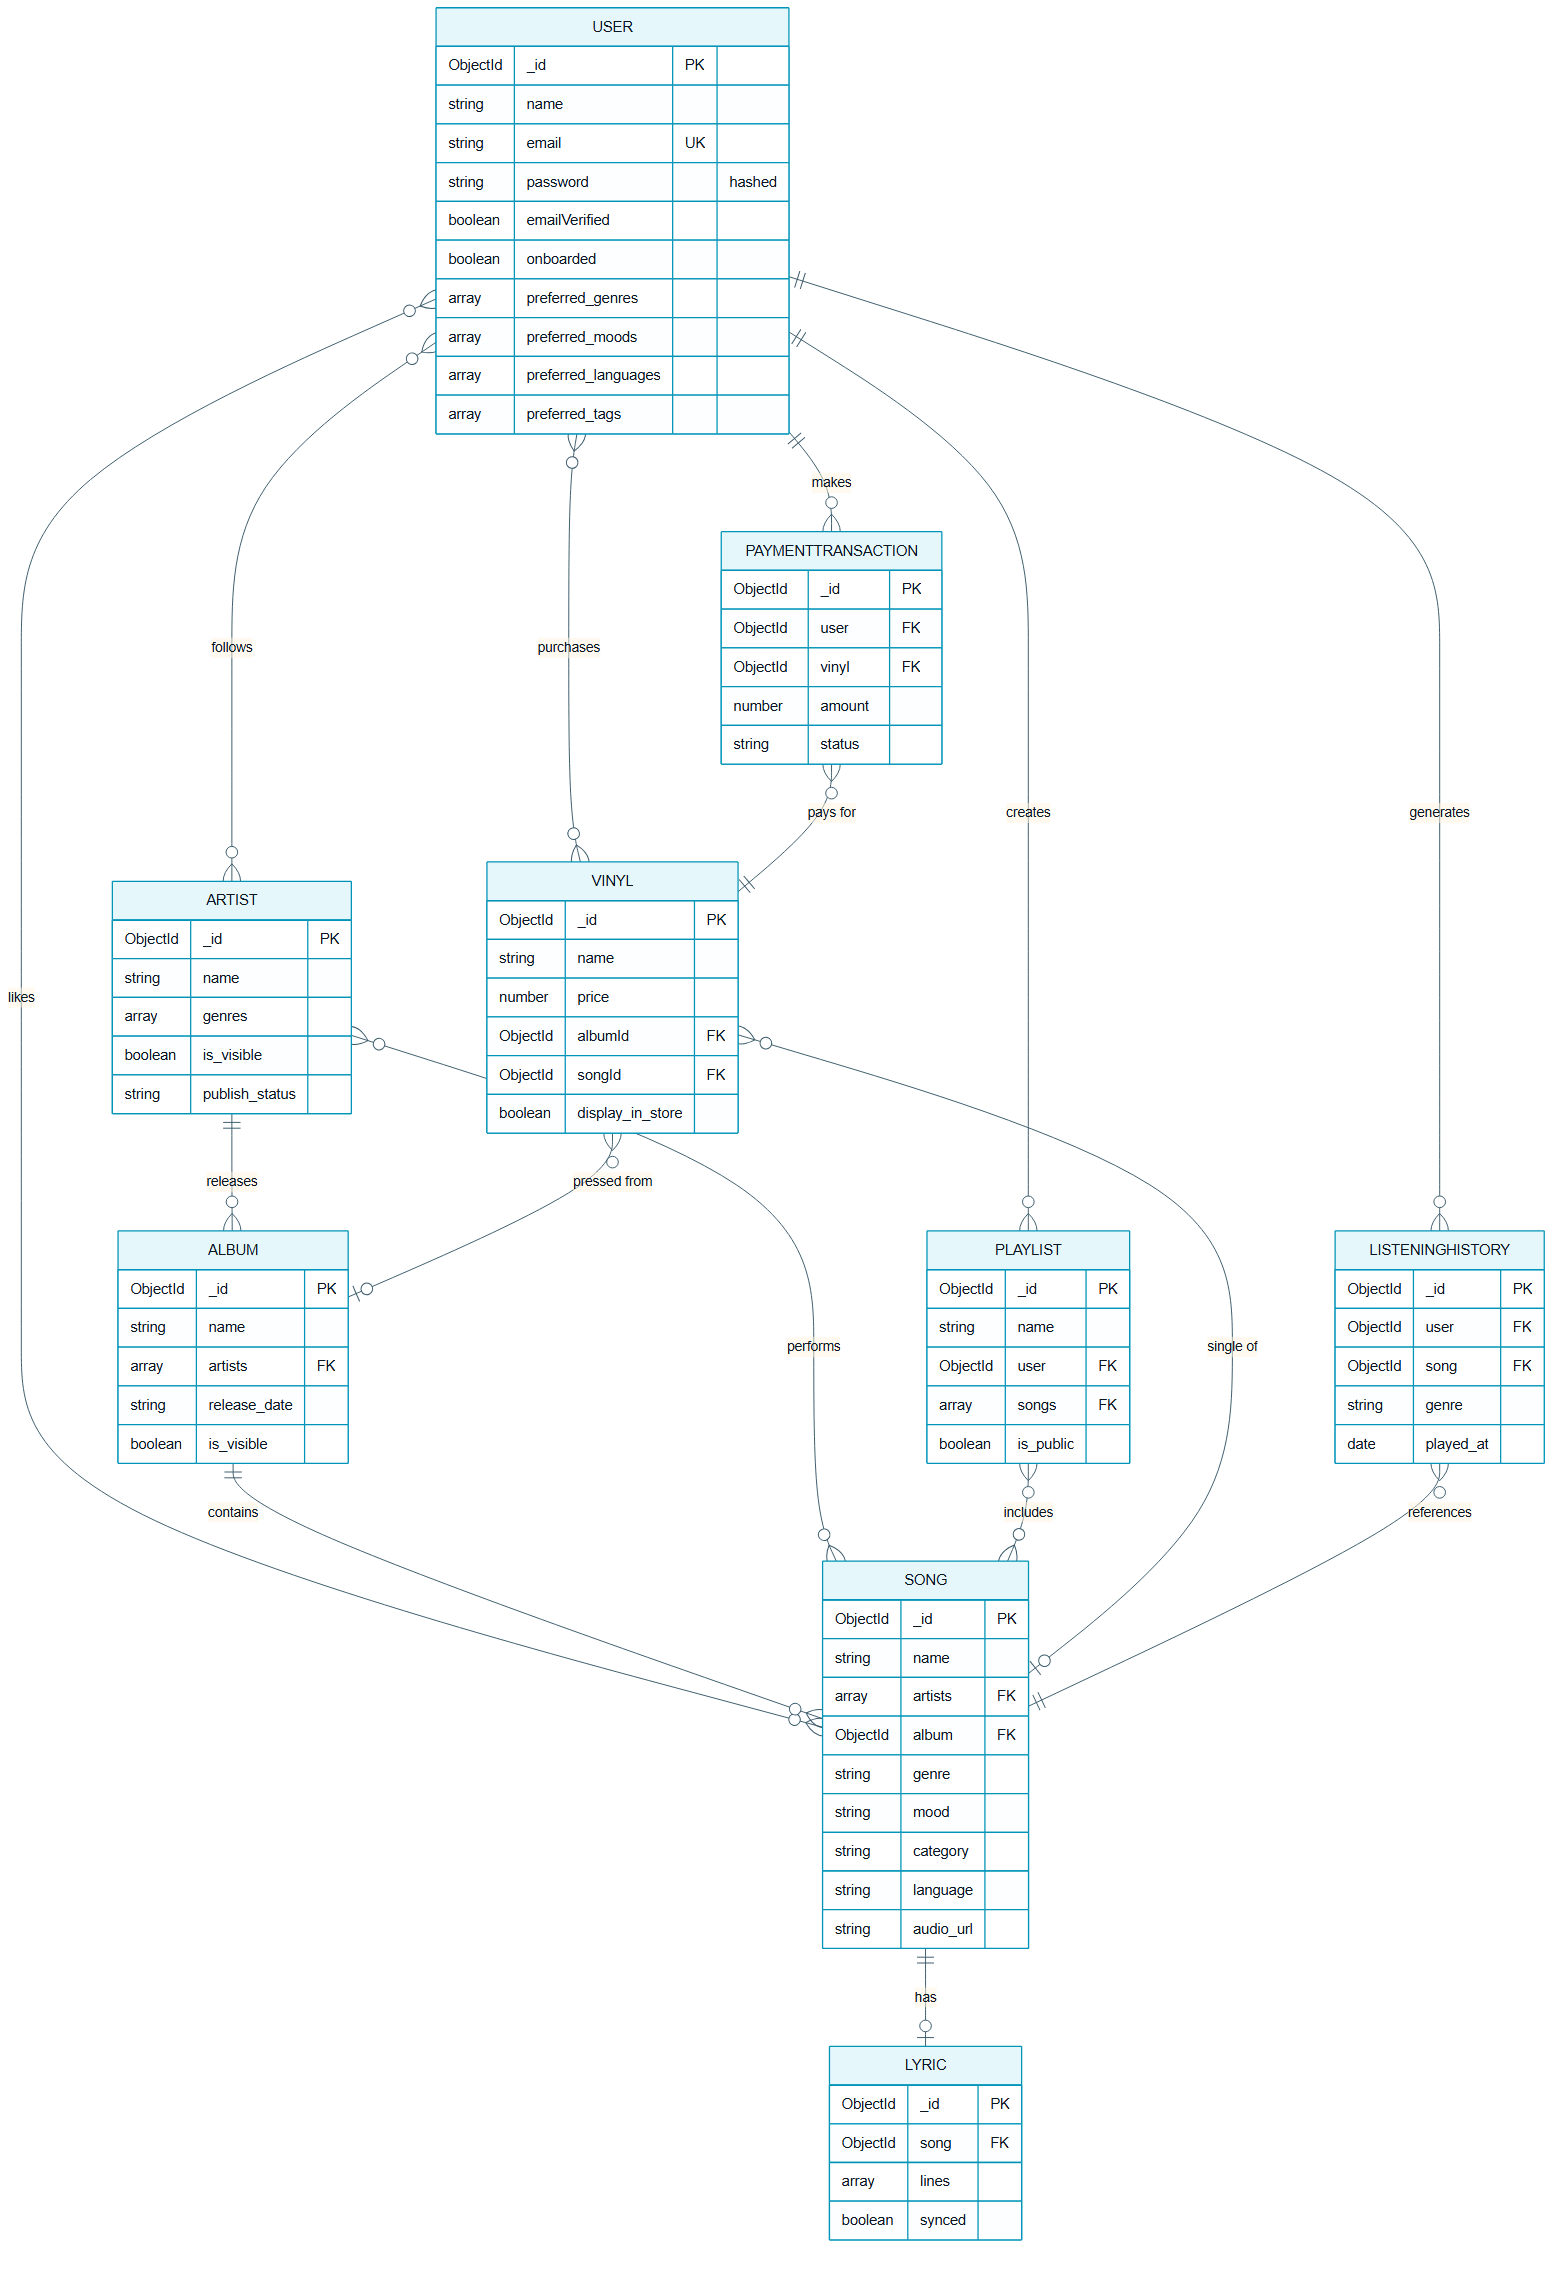 USER
ObjectId _id PK
string name
string email UK
string password hashed
boolean emailVerified
boolean onboarded
array preferred_genres
array preferred_moods
array preferred_languages
array preferred_tags
makes
PAYMENTTRANSACTION
ObjectId _id PK
ObjectId user FK
ObjectId vinyl FK
number amount
string status
follows
purchases
pays for
creates
generates
ARTIST
ObjectId _id PK
string name
array genres
boolean is_visible
string publish_status
VINYL
ObjectId _id PK
string name
number price
ObjectId albumId FK
ObjectId songId FK
boolean display_in_store
likes
releases
pressed from
ALBUM
ObjectId _id PK
string name
array artists FK
string release_date
boolean is_visible
performs
PLAYLIST
ObjectId _id PK
string name
ObjectId user FK
array songs FK
boolean is_public
single of
LISTENINGHISTORY
ObjectId _id PK
ObjectId user FK
ObjectId song FK
string genre
date played_at
contains
includes
references
SONG
ObjectId _id PK
string name
array artists FK
ObjectId album FK
string genre
string mood
string category
string language
string audio_url
has
LYRIC
ObjectId _id PK
ObjectId song FK
array lines
boolean synced